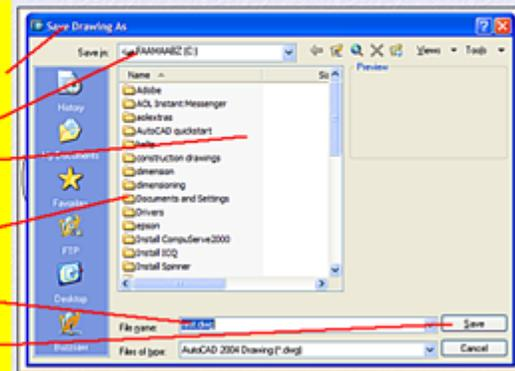 Save Drawing As
Save in:
(C:)
Views
Tools
Name
Preview
Adobe
AOL Instant Messenger
aolextras
AutoCAD quickstart
construction drawings
dimension
dimensioning
Documents and Settings
Drivers
epson
Install CompuServe2000
Install ICQ
Install Spinner
History
My Documents
Favorites
FTP
Desktop
Buzzsaw
File name:
Save
Files of type:
AutoCAD 2004 Drawing (*.dwg)
Cancel